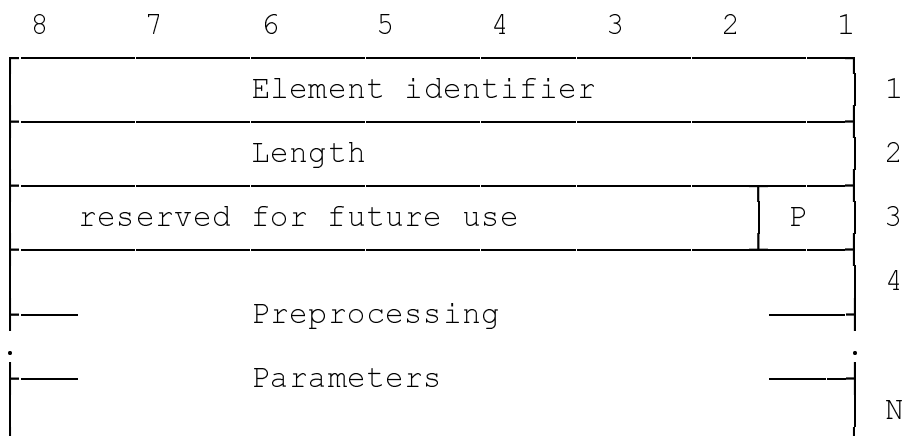 8 7 6 5 4 3 2 1
Element identifier 1
Length 2
reserved for future use P 3
4
Preprocessing
Parameters
N